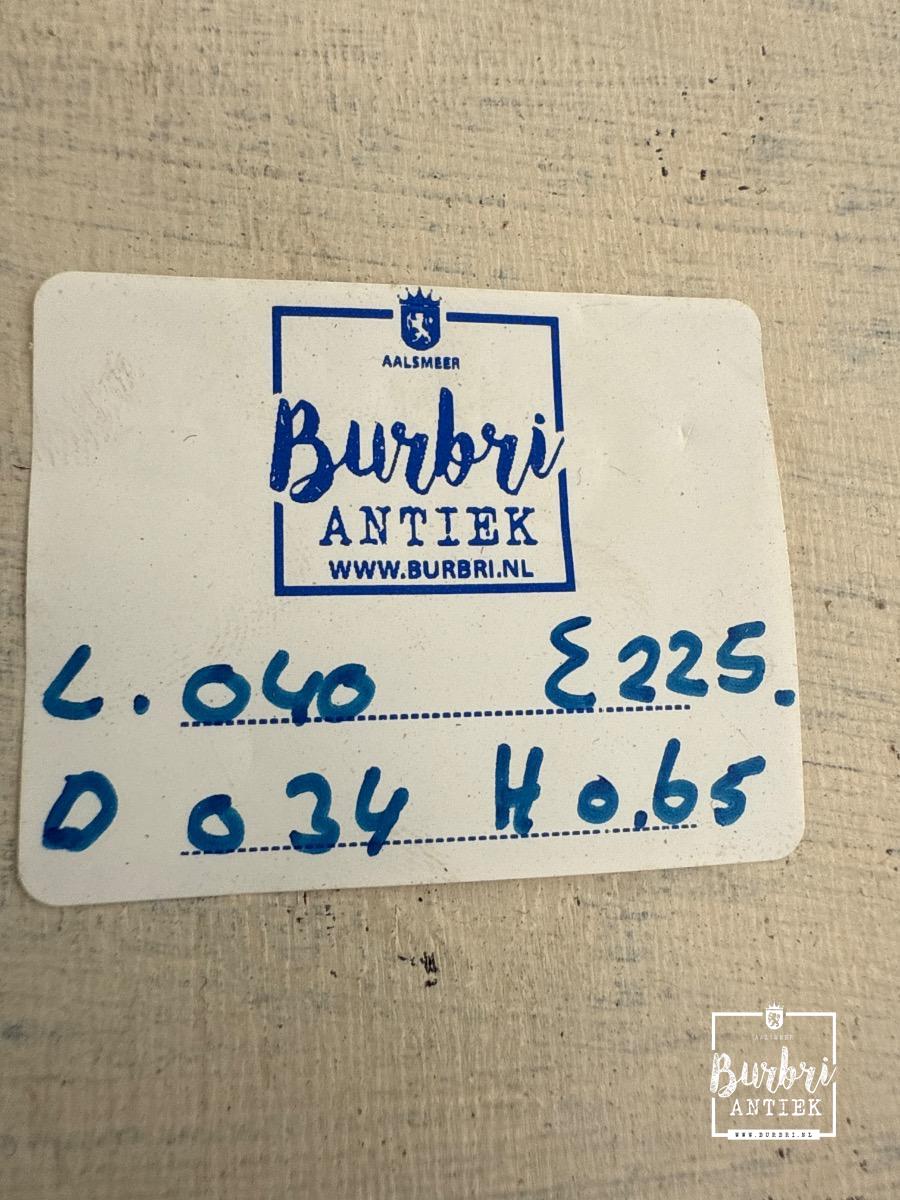 AALSMEER
Burbri
ANTIEK
WWW.BURBRI.NL
L. 040 £225.
D 034 H 0.65
AALSMEER
Burbri
ANTIEK
WWW.BURBRI.NL